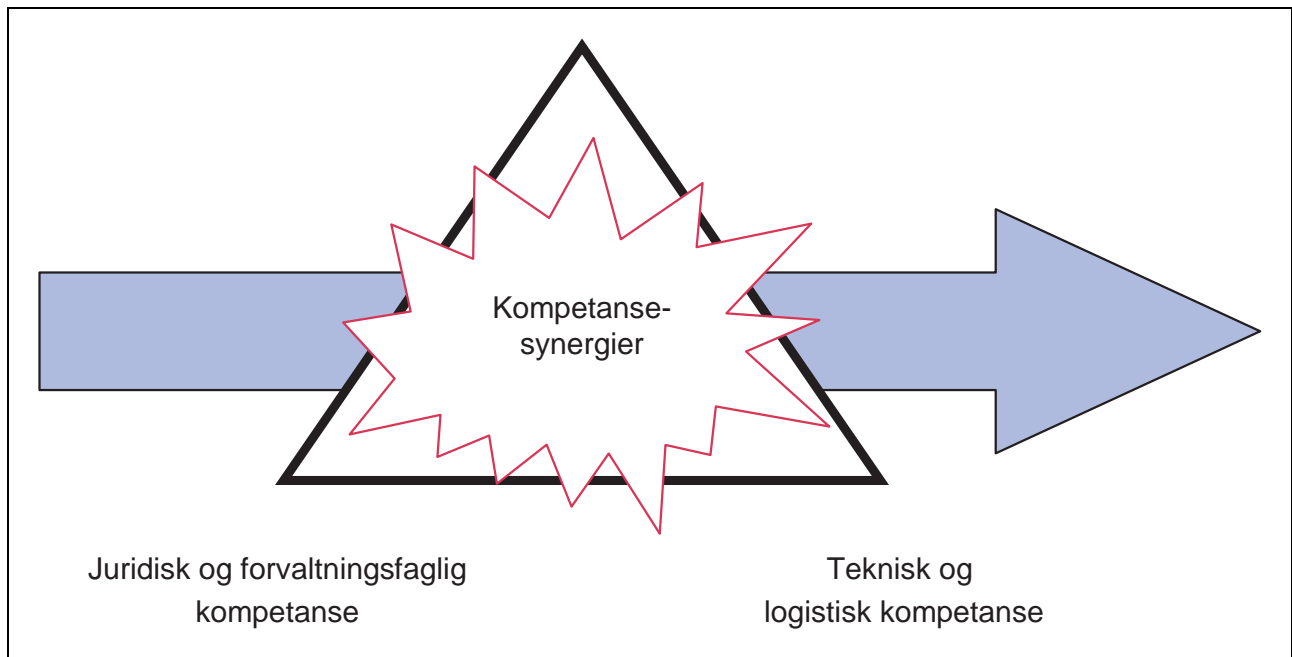 Kompetanse-
synergier
Juridisk og forvaltningsfaglig
kompetanse
Teknisk og
logistisk kompetanse